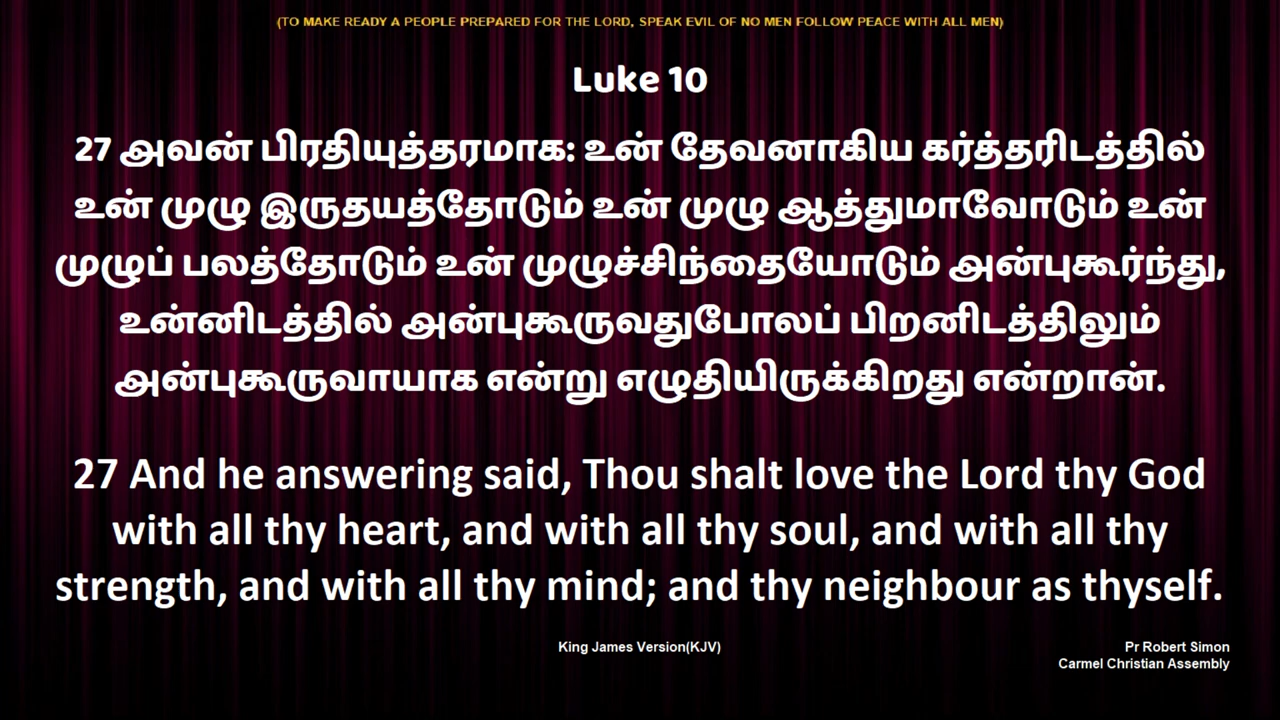 (TO MAKE READY A PEOPLE PREPARED FOR THE LORD, SPEAK EVIL OF NO MEN FOLLOW PEACE WITH ALL MEN)
Luke 10
27 அவன் பிரதியுத்தரமாக: உன் தேவனாகிய கர்த்தரிடத்தில்
உன் முழு இருதயத்தோடும் உன் முழு ஆத்துமாவோடும் உன்
முழுப் பலத்தோடும் உன் முழுச்சிந்தையோடும் அன்புகூர்ந்து,
உன்னிடத்தில் அன்புகூருவதுபோலப் பிறனிடத்திலும்
அன்புகூருவாயாக என்று எழுதியிருக்கிறது என்றான்.
27 And he answering said, Thou shalt love the Lord thy God
with all thy heart, and with all thy soul, and with all thy
strength, and with all thy mind; and thy neighbour as thyself.
King James Version(KJV)
Pr Robert Simon
Carmel Christian Assembly